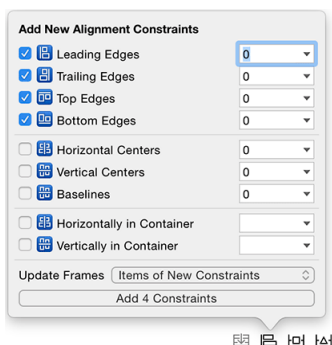 Add New Alignment Constraints
Leading Edges 0
Trailing Edges 0
Top Edges 0
Bottom Edges 0
Horizontal Centers 0
Vertical Centers 0
Baselines 0
Horizontally in Container
Vertically in Container
Update Frames Items of New Constraints
Add 4 Constraints